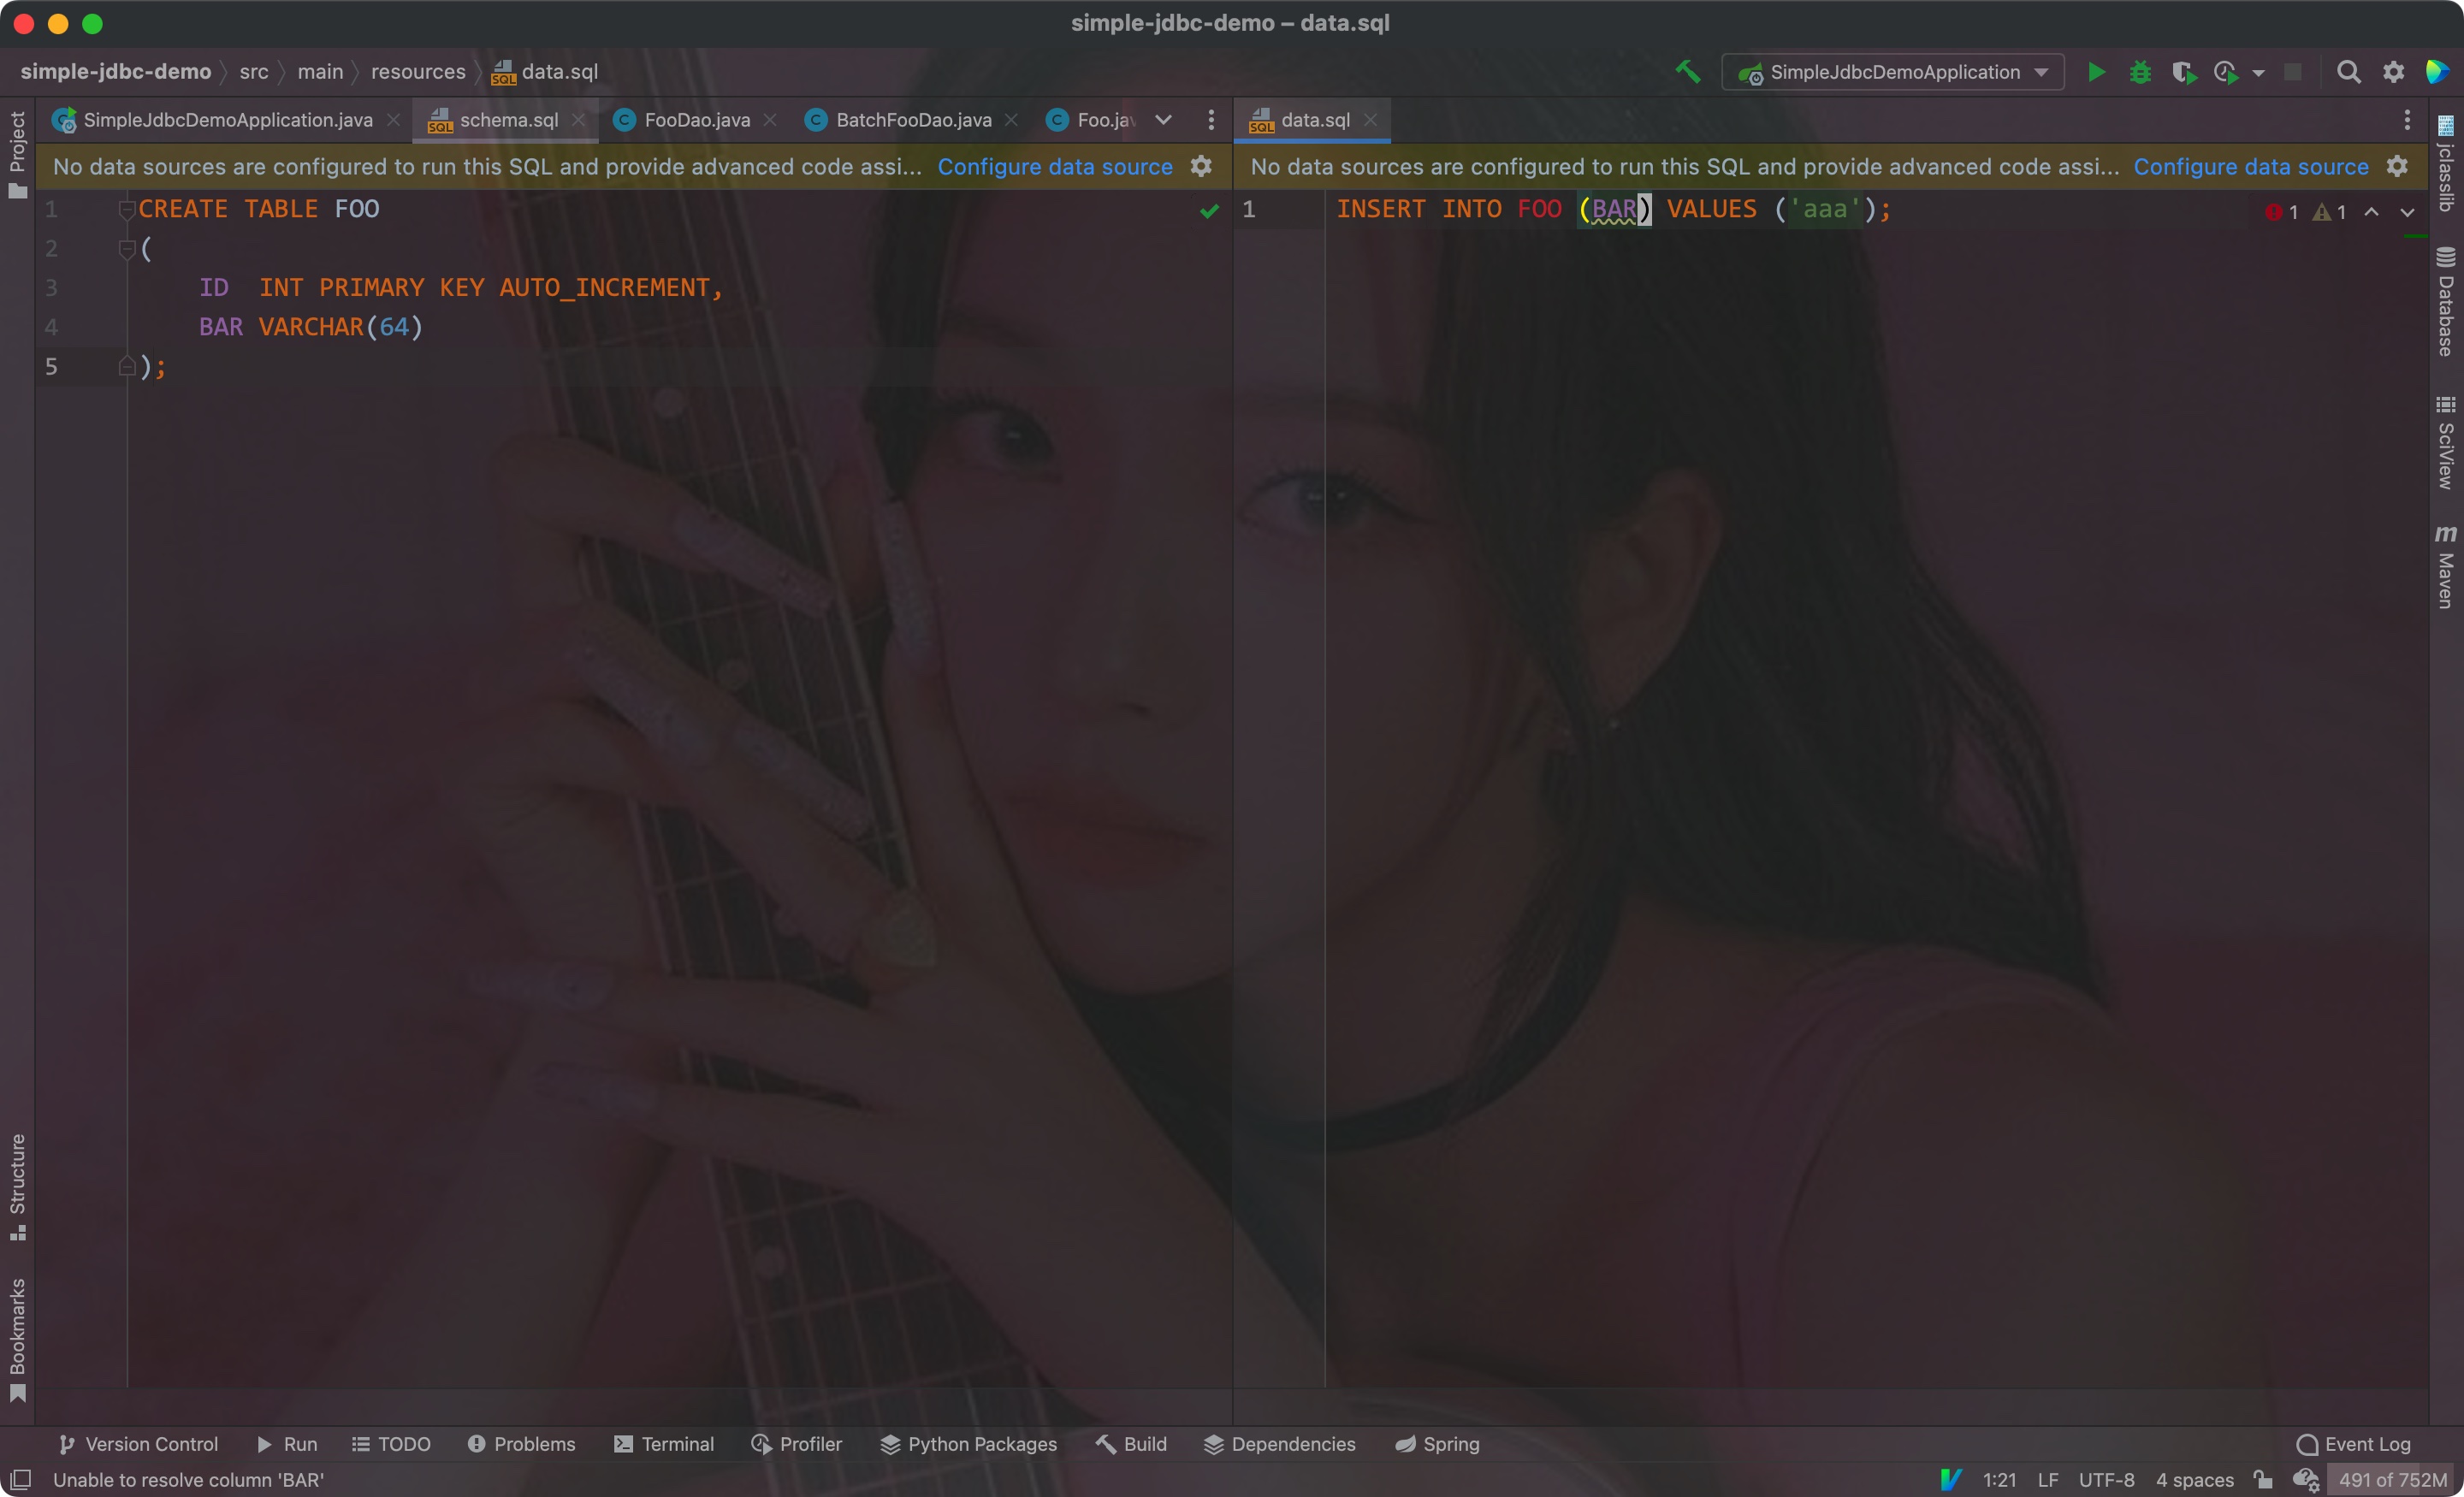 simple-jdbc-demo – data.sql
simple-jdbc-demo src main resources data.sql
SimpleJdbcDemoApplication
Project
SimpleJdbcDemoApplication.java schema.sql FooDao.java BatchFooDao.java Foo.jav
data.sql
No data sources are configured to run this SQL and provide advanced code assi... Configure data source
No data sources are configured to run this SQL and provide advanced code assi... Configure data source
1 CREATE TABLE FOO
2 (
3 ID INT PRIMARY KEY AUTO_INCREMENT,
4 BAR VARCHAR(64)
5 );
1 INSERT INTO FOO (BAR) VALUES ('aaa');
1 1
jclasslib
Database
SciView
m Maven
Structure
Bookmarks
Version Control Run TODO Problems Terminal Profiler Python Packages Build Dependencies Spring Event Log
Unable to resolve column 'BAR' 1:21 LF UTF-8 4 spaces 491 of 752M